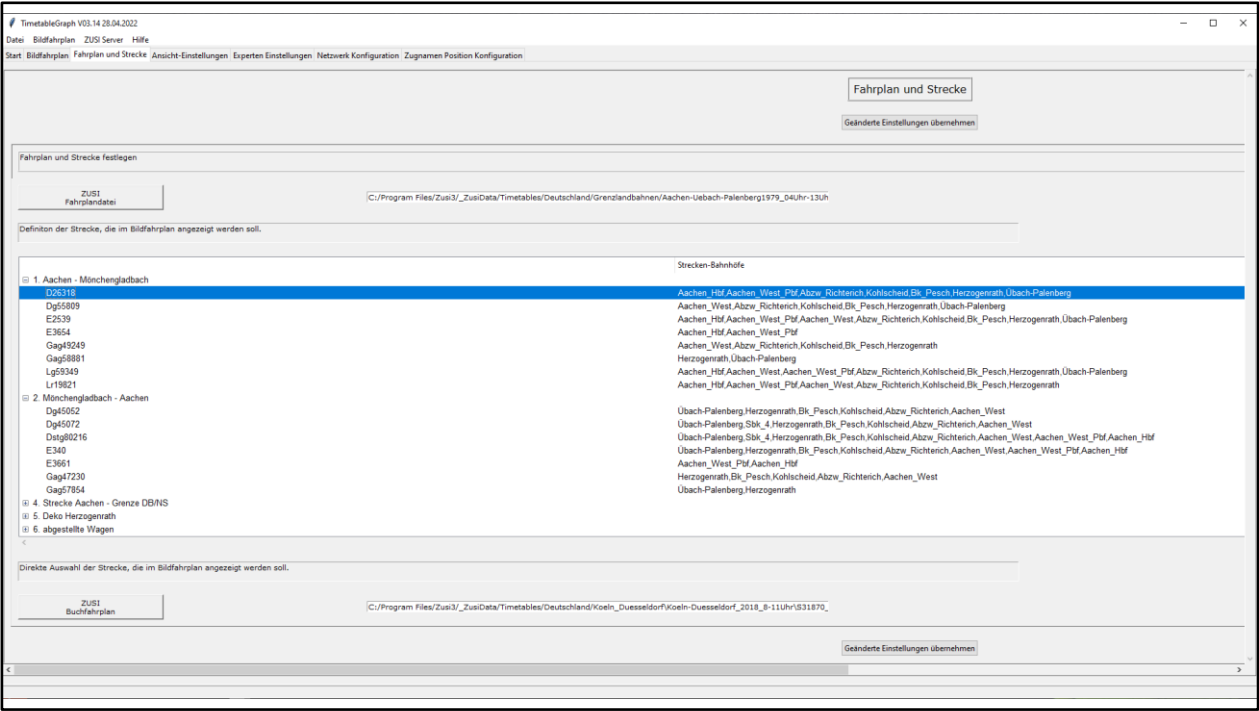 TimetableGraph V03.14 28.04.2022
Datei Bildfahrplan ZUSI Server Hilfe
Start Bildfahrplan Fahrplan und Strecke Ansicht-Einstellungen Experten Einstellungen Netzwerk Konfiguration Zugnamen Position Konfiguration
Fahrplan und Strecke
Geänderte Einstellungen übernehmen
Fahrplan und Strecke festlegen
ZUSI
Fahrplandatei
C:/Program Files/Zusi3/_ZusiData/Timetables/Deutschland/Grenzlandbahnen/Aachen-Uebach-Palenberg1979_04Uhr-13Uh
Definiton der Strecke, die im Bildfahrplan angezeigt werden soll.
Strecken-Bahnhöfe
1. Aachen - Mönchengladbach
D26318 Aachen_Hbf,Aachen_West_Pbf,Abzw_Richterich,Kohlscheid,Bk_Pesch,Herzogenrath,Übach-Palenberg
Dg55809 Aachen_West,Abzw_Richterich,Kohlscheid,Bk_Pesch,Herzogenrath,Übach-Palenberg
E2539 Aachen_Hbf,Aachen_West_Pbf,Aachen_West,Abzw_Richterich,Kohlscheid,Bk_Pesch,Herzogenrath,Übach-Palenberg
E3654 Aachen_Hbf,Aachen_West_Pbf
Gag49249 Aachen_West,Abzw_Richterich,Kohlscheid,Bk_Pesch,Herzogenrath
Gag58881 Herzogenrath,Übach-Palenberg
Lg59349 Aachen_Hbf,Aachen_West,Aachen_West_Pbf,Abzw_Richterich,Kohlscheid,Bk_Pesch,Herzogenrath,Übach-Palenberg
Lr19821 Aachen_Hbf,Aachen_West_Pbf,Aachen_West,Abzw_Richterich,Kohlscheid,Bk_Pesch,Herzogenrath
2. Mönchengladbach - Aachen
Dg45052 Übach-Palenberg,Herzogenrath,Bk_Pesch,Kohlscheid,Abzw_Richterich,Aachen_West
Dg45072 Übach-Palenberg,Sbk_4,Herzogenrath,Bk_Pesch,Kohlscheid,Abzw_Richterich,Aachen_West
Dstg80216 Übach-Palenberg,Sbk_4,Herzogenrath,Bk_Pesch,Kohlscheid,Abzw_Richterich,Aachen_West,Aachen_West_Pbf,Aachen_Hbf
E340 Übach-Palenberg,Herzogenrath,Bk_Pesch,Kohlscheid,Abzw_Richterich,Aachen_West,Aachen_West_Pbf,Aachen_Hbf
E3661 Aachen_West_Pbf,Aachen_Hbf
Gag47230 Herzogenrath,Bk_Pesch,Kohlscheid,Abzw_Richterich,Aachen_West
Gag57854 Übach-Palenberg,Herzogenrath
4. Strecke Aachen - Grenze DB/NS
5. Deko Herzogenrath
6. abgestellte Wagen
Direkte Auswahl der Strecke, die im Bildfahrplan angezeigt werden soll.
ZUSI
Buchfahrplan
C:/Program Files/Zusi3/_ZusiData/Timetables/Deutschland/Koeln_Duesseldorf\Koeln-Duesseldorf_2018_8-11Uhr\S31870_
Geänderte Einstellungen übernehmen